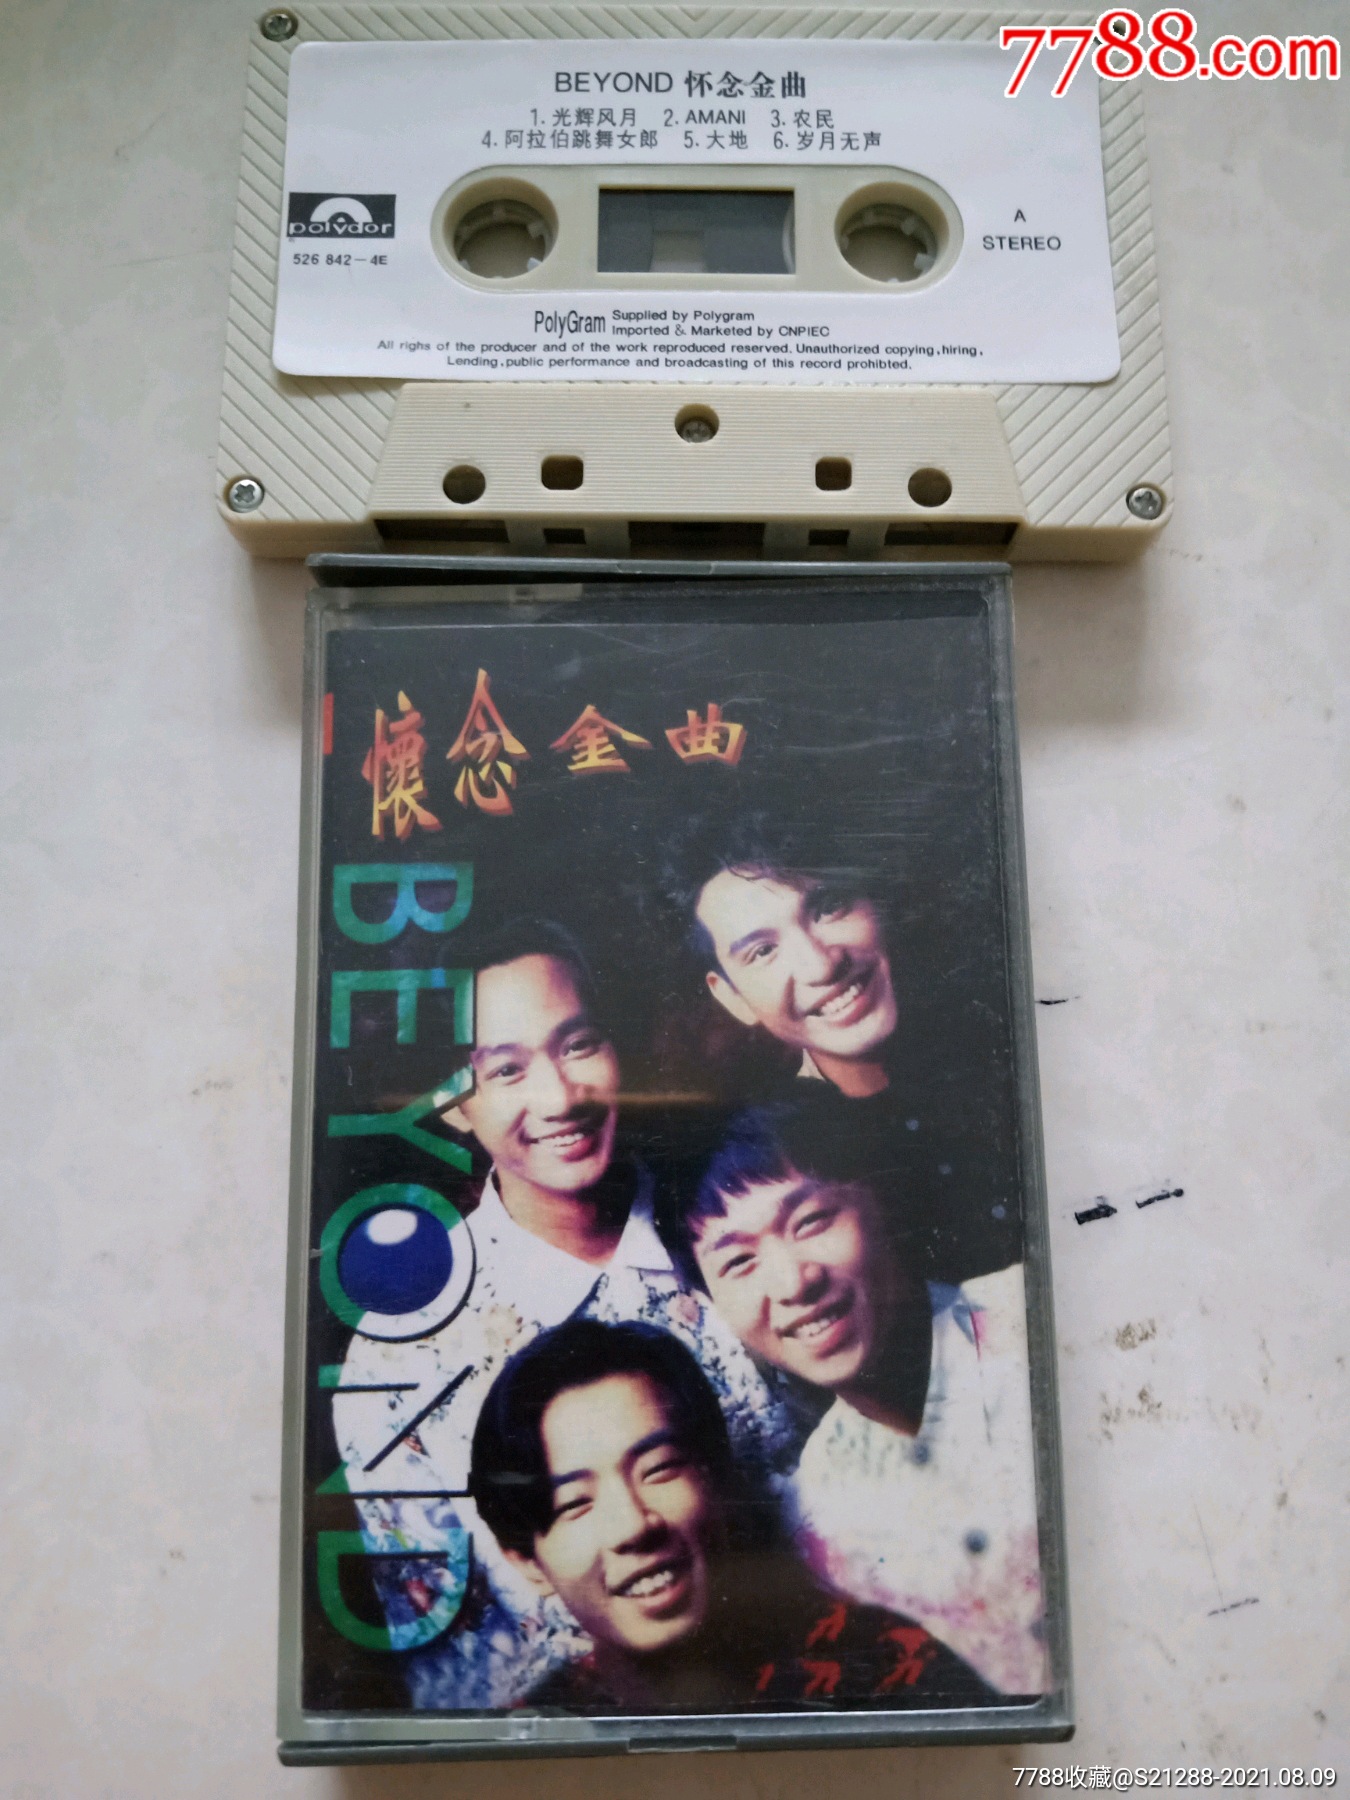 7788.com
BEYOND 怀念金曲
1.光辉风月 2.AMANI 3.农民
4.阿拉伯跳舞女郎 5.大地 6.岁月无声
polydor
526 842-4E
A
STEREO
PolyGram
Supplied by Polygram
Imported & Marketed by CNPIEC
All righs of the producer and of the work reproduced reserved. Unauthorized copying,hiring,
Lending,public performance and broadcasting of this record prohibted.
懷念金曲
BEYOND
7788收藏@S21288-2021.08.09